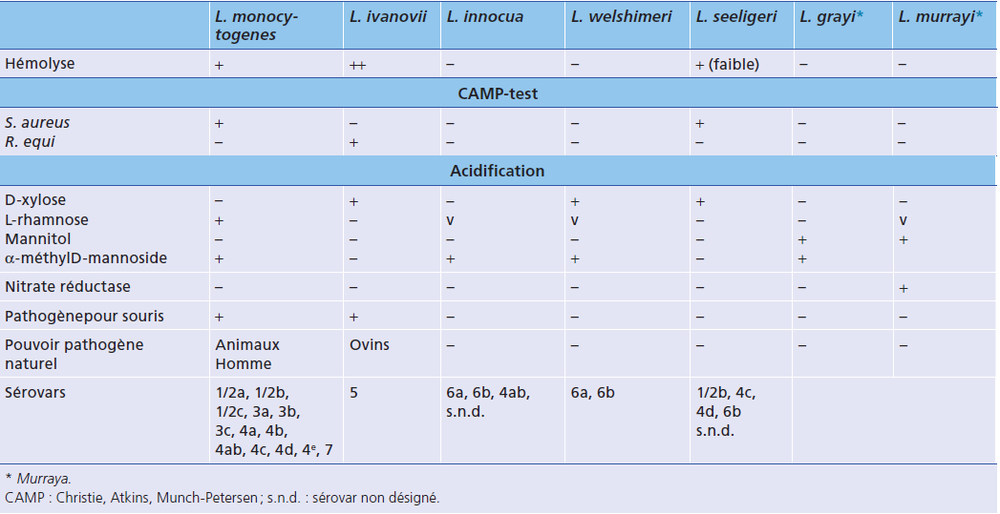 L. monocy- L. ivanovii L. innocua L. welshimeri L. seeligeri L. grayi* L. murrayi*
togenes
Hémolyse + ++ – – + (faible) – –
CAMP-test
S. aureus + – – – + – –
R. equi – + – – – – –
Acidification
D-xylose – + – + + – –
L-rhamnose + – v v – – v
Mannitol – – – – – + +
α-méthylD-mannoside + – + + – +
Nitrate réductase – – – – – – +
Pathogènepour souris + + – – – – –
Pouvoir pathogène Animaux Ovins – – – – –
naturel Homme
Sérovars 1/2a, 1/2b, 5 6a, 6b, 4ab, 6a, 6b 1/2b, 4c,
1/2c, 3a, 3b, s.n.d. 4d, 6b
3c, 4a, 4b, s.n.d.
4ab, 4c, 4d, 4ᵉ, 7
* Murraya.
CAMP : Christie, Atkins, Munch-Petersen ; s.n.d. : sérovar non désigné.